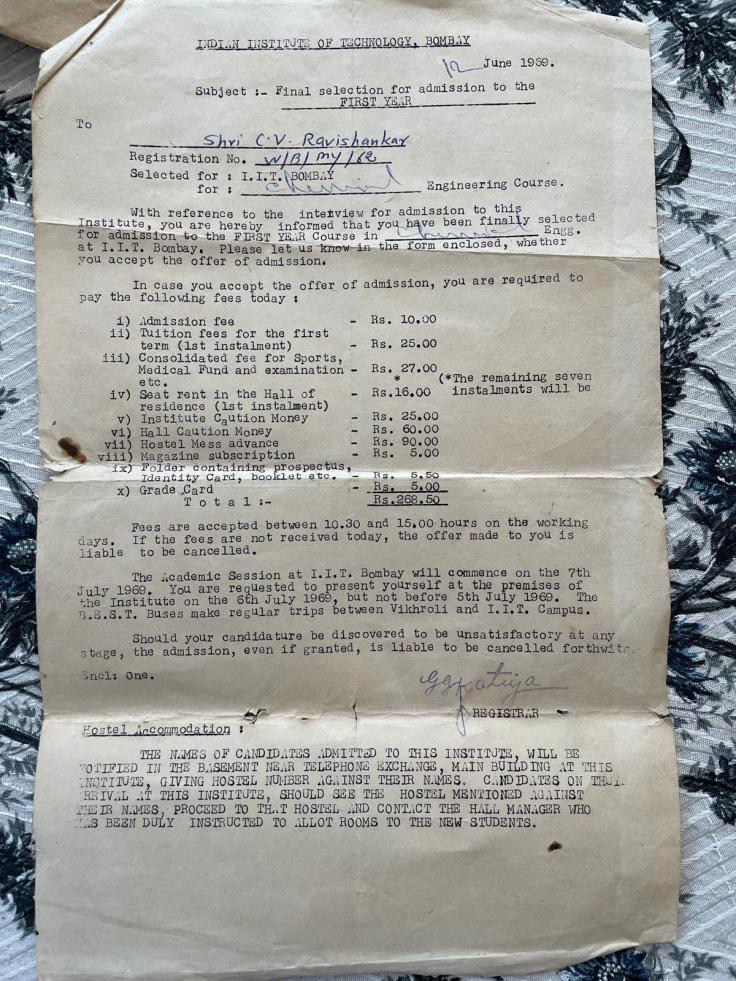 INDIAN INSTITUTE OF TECHNOLOGY, BOMBAY
12 June 1969.
Subject :- Final selection for admission to the
FIRST YEAR
To
Shri C.V. Ravishankar
Registration No. W/B/My/62
Selected for : I.I.T. BOMBAY
for : Chemical Engineering Course.
With reference to the interview for admission to this
Institute, you are hereby informed that you have been finally selected
for admission to the FIRST YEAR Course in Chemical Engg.
at I.I.T. Bombay. Please let us know in the form enclosed, whether
you accept the offer of admission.
In case you accept the offer of admission, you are required to
pay the following fees today :
i) Admission fee - Rs. 10.00
ii) Tuition fees for the first
term (1st instalment) - Rs. 25.00
iii) Consolidated fee for Sports,
Medical Fund and examination - Rs. 27.00
etc. * (*The remaining seven
iv) Seat rent in the Hall of - Rs.16.00 instalments will be
residence (1st instalment)
v) Institute Caution Money - Rs. 25.00
vi) Hall Caution Money - Rs. 60.00
vii) Hostel Mess advance - Rs. 90.00
viii) Magazine subscription - Rs. 5.00
ix) Folder containing prospectus,
Identity Card, booklet etc. - Rs. 5.50
x) Grade Card - Rs. 5.00
Total :- Rs.268.50
Fees are accepted between 10.30 and 15.00 hours on the working
days. If the fees are not received today, the offer made to you is
liable to be cancelled.
The Academic Session at I.I.T. Bombay will commence on the 7th
July 1969. You are requested to present yourself at the premises of
the Institute on the 6th July 1969, but not before 5th July 1969. The
B.E.S.T. Buses make regular trips between Vikhroli and I.I.T. Campus.
Should your candidature be discovered to be unsatisfactory at any
stage, the admission, even if granted, is liable to be cancelled forthwith.
Encl: One.
REGISTRAR
Hostel Accommodation :
THE NAMES OF CANDIDATES ADMITTED TO THIS INSTITUTE, WILL BE
NOTIFIED IN THE BASEMENT NEAR TELEPHONE EXCHANGE, MAIN BUILDING AT THIS
INSTITUTE, GIVING HOSTEL NUMBER AGAINST THEIR NAMES. CANDIDATES ON THEIR
ARRIVAL AT THIS INSTITUTE, SHOULD SEE THE HOSTEL MENTIONED AGAINST
THEIR NAMES, PROCEED TO THAT HOSTEL AND CONTACT THE HALL MANAGER WHO
HAS BEEN DULY INSTRUCTED TO ALLOT ROOMS TO THE NEW STUDENTS.